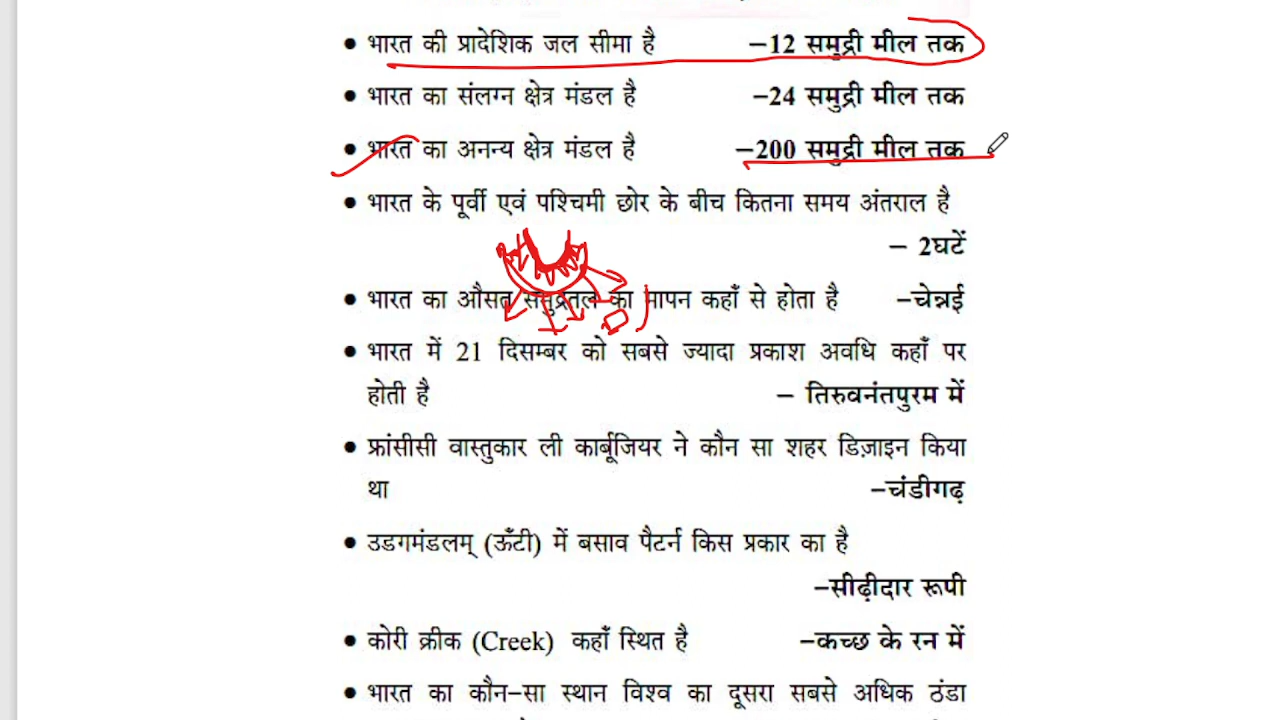 • भारत की प्रादेशिक जल सीमा है –12 समुद्री मील तक
• भारत का संलग्न क्षेत्र मंडल है –24 समुद्री मील तक
• भारत का अनन्य क्षेत्र मंडल है –200 समुद्री मील तक
• भारत के पूर्वी एवं पश्चिमी छोर के बीच कितना समय अंतराल है
– 2घटें
• भारत का औसत समुद्रतल का मापन कहाँ से होता है –चेन्नई
• भारत में 21 दिसम्बर को सबसे ज्यादा प्रकाश अवधि कहाँ पर
होती है – तिरुवनंतपुरम में
• फ्रांसीसी वास्तुकार ली कार्बूजियर ने कौन सा शहर डिज़ाइन किया
था –चंडीगढ़
• उडगमंडलम् (ऊँटी) में बसाव पैटर्न किस प्रकार का है
–सीढ़ीदार रूपी
• कोरी क्रीक (Creek) कहाँ स्थित है –कच्छ के रन में
• भारत का कौन–सा स्थान विश्व का दूसरा सबसे अधिक ठंडा